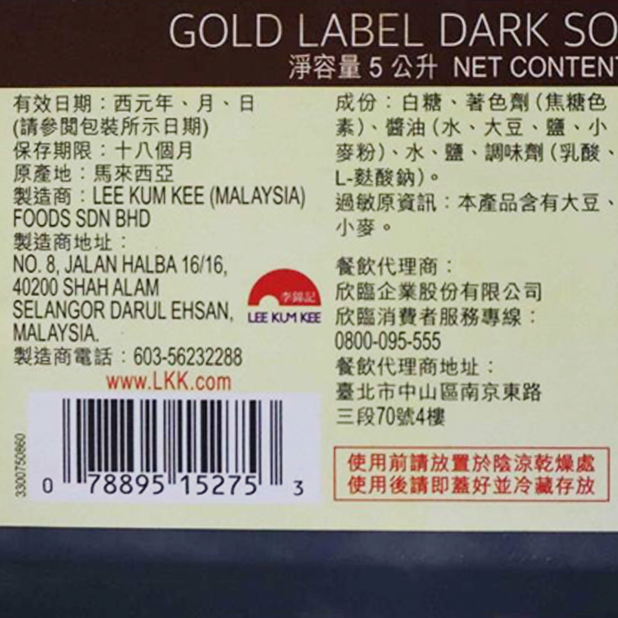 GOLD LABEL DARK SO
淨容量 5 公升 NET CONTENT
有效日期：西元年、月、日
(請參閱包裝所示日期)
保存期限：十八個月
原產地：馬來西亞
製造商：LEE KUM KEE (MALAYSIA)
FOODS SDN BHD
製造商地址：
NO. 8, JALAN HALBA 16/16,
40200 SHAH ALAM
SELANGOR DARUL EHSAN,
MALAYSIA.
製造商電話：603-56232288
www.LKK.com
李錦記
LEE KUM KEE
3300750860
0 78895 15275 3
成份：白糖、著色劑(焦糖色
素)、醬油(水、大豆、鹽、小
麥粉)、水、鹽、調味劑(乳酸、
L-麩酸鈉)。
過敏原資訊：本產品含有大豆、
小麥。
餐飲代理商：
欣臨企業股份有限公司
欣臨消費者服務專線：
0800-095-555
餐飲代理商地址：
臺北市中山區南京東路
三段70號4樓
使用前請放置於陰涼乾燥處
使用後請即蓋好並冷藏存放